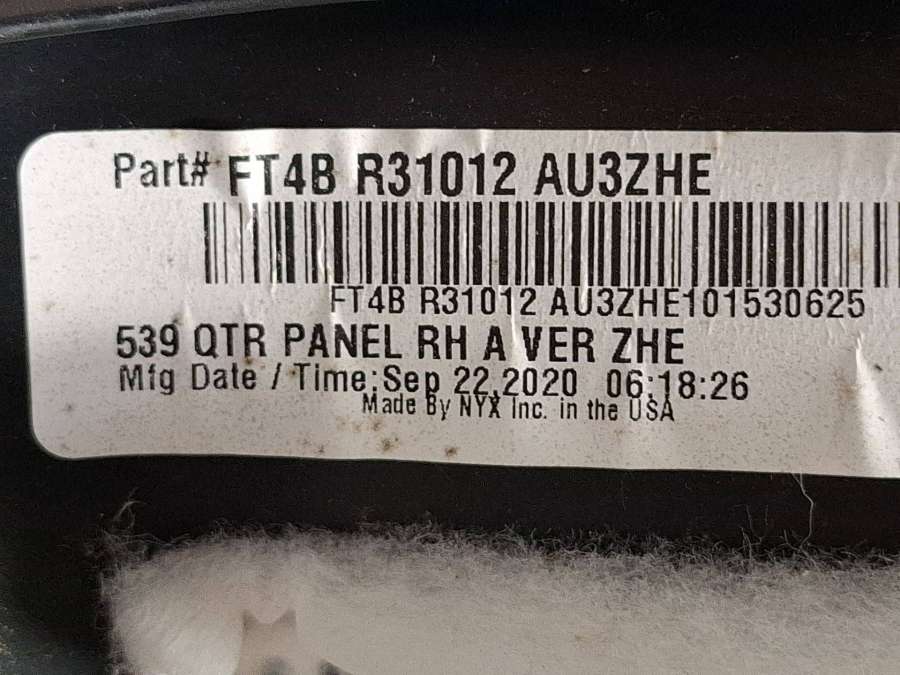 Part# FT4B R31012 AU3ZHE
FT4B R31012 AU3ZHE101530625
539 QTR PANEL RH A VER ZHE
Mfg Date / Time:Sep 22,2020 06:18:26
Made By NYX Inc. in the USA